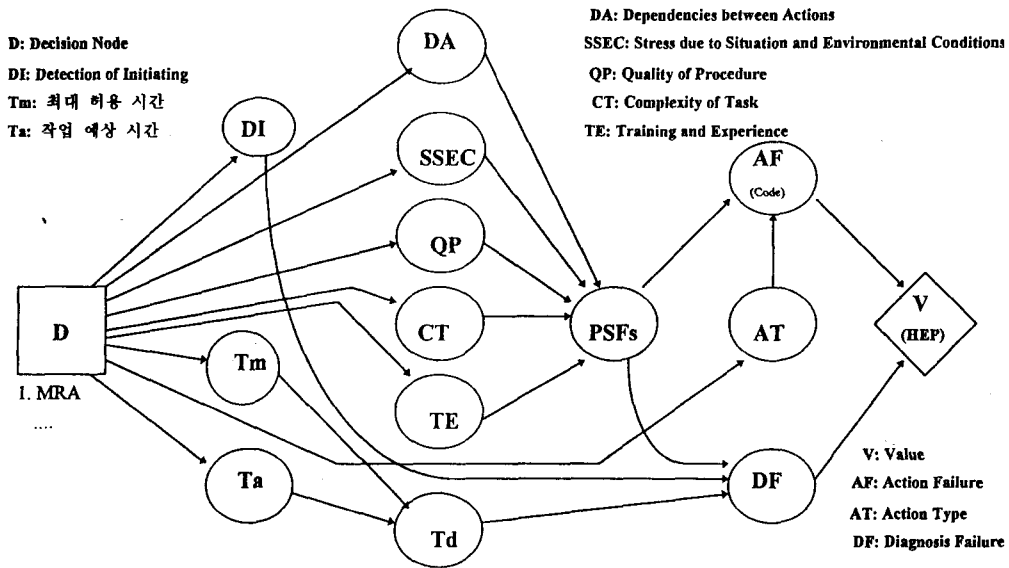 D: Decision Node
DI: Detection of Initiating
Tm: 최대 허용 시간
Ta: 작업 예상 시간
DA: Dependencies between Actions
SSEC: Stress due to Situation and Environmental Conditions
QP: Quality of Procedure
CT: Complexity of Task
TE: Training and Experience
DA
DI
SSEC
AF
(Code)
QP
D
CT
PSFs
AT
V
(HEP)
Tm
1. MRA
....
TE
Ta
DF
Td
V: Value
AF: Action Failure
AT: Action Type
DF: Diagnosis Failure